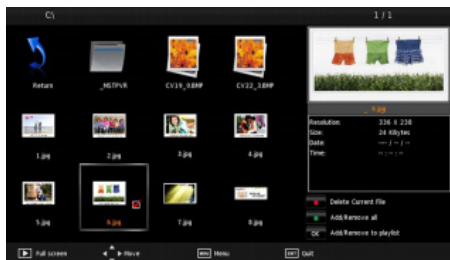 C:\
1 / 1
Return
_MSTPVR
CV19_9.BMP
CV22_3.BMP
1.jpg
2.jpg
3.jpg
4.jpg
5.jpg
6.jpg
7.jpg
8.jpg
Resolution: 336 X 238
Size: 24 KBytes
Date: --- / -- / --
Time: -- : -- : --
Delete Current File
Add/Remove all
OK Add/Remove to playlist
Full screen
Move
MENU Menu
EXIT Quit